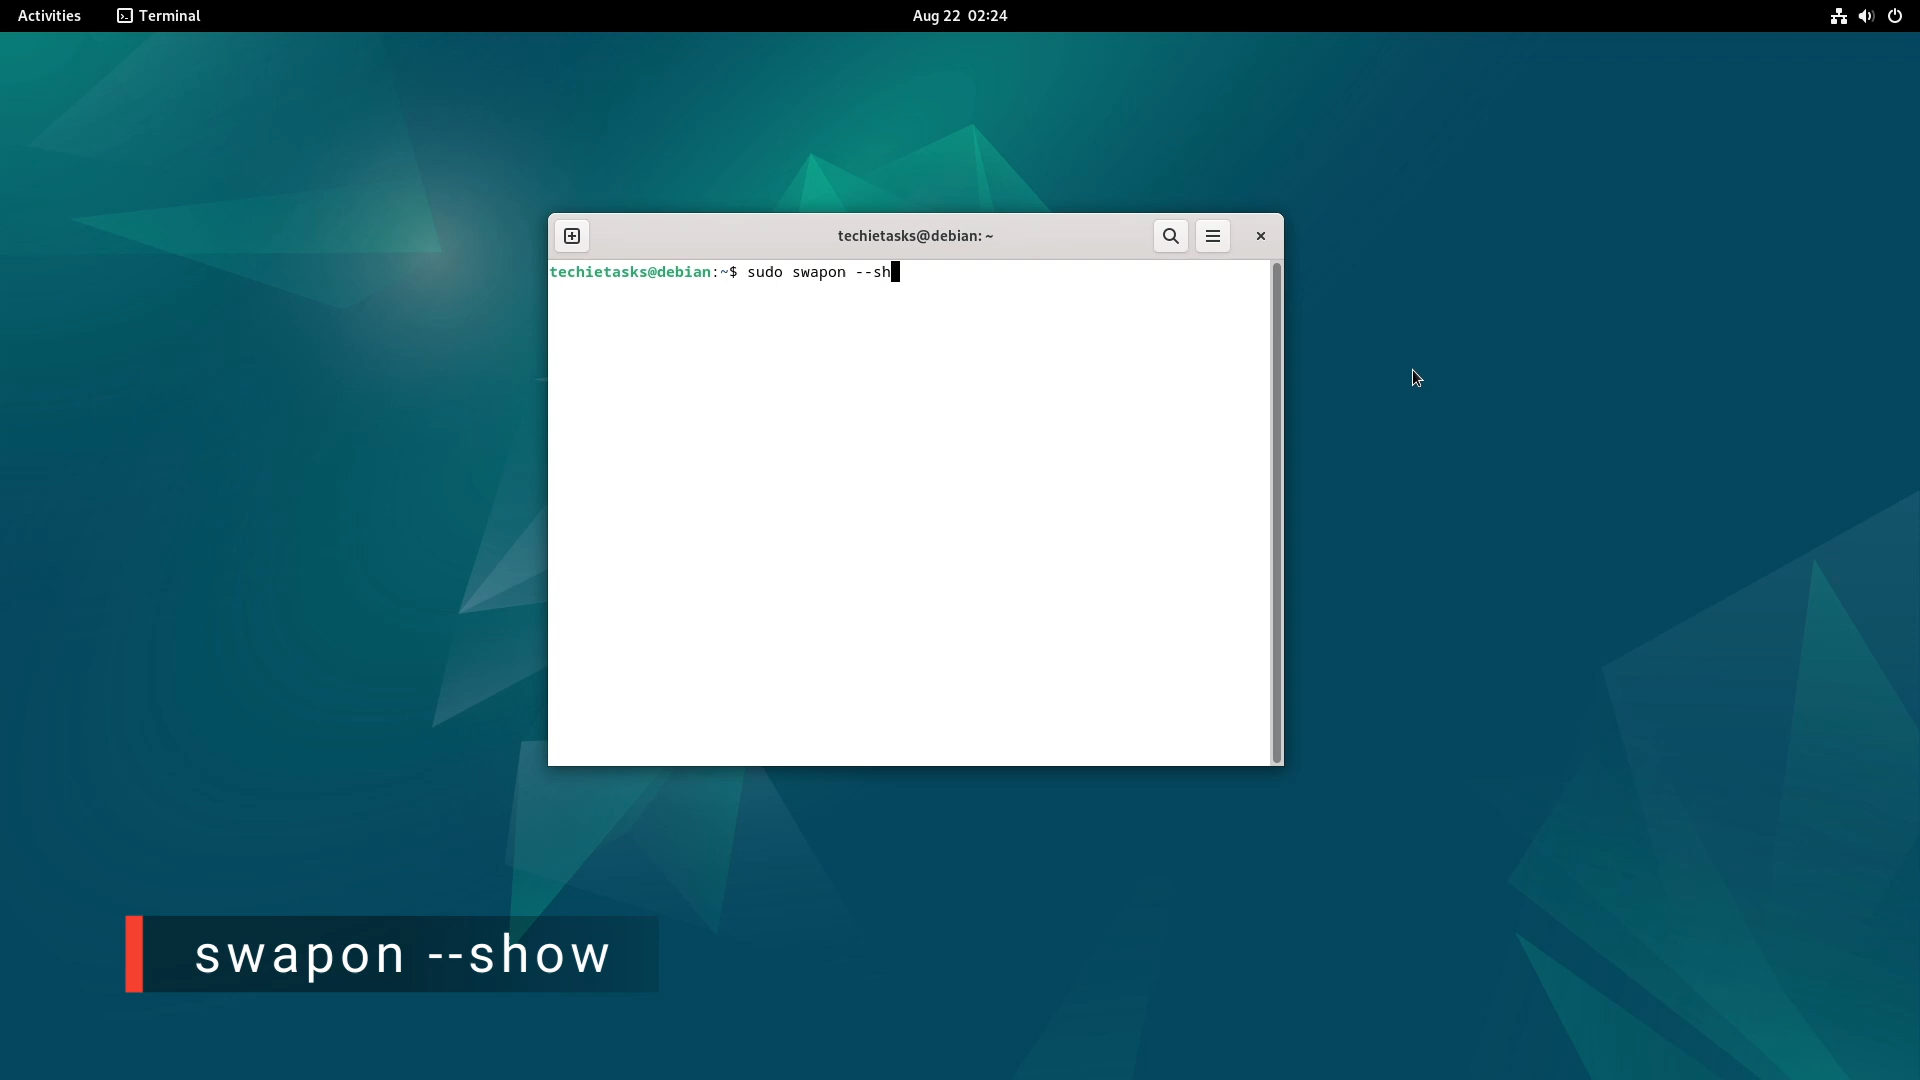 Activities Terminal Aug 22 02:24
techietasks@debian: ~
techietasks@debian:~$ sudo swapon --sh
swapon --show